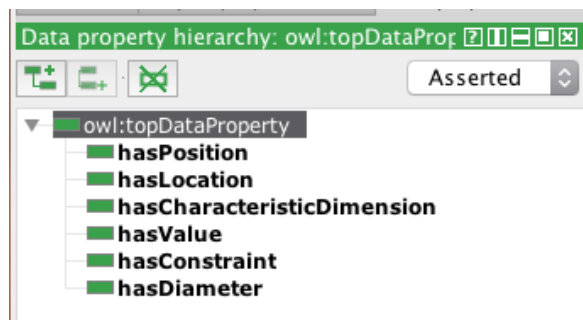 Data property hierarchy: owl:topDataProp
Asserted
owl:topDataProperty
hasPosition
hasLocation
hasCharacteristicDimension
hasValue
hasConstraint
hasDiameter